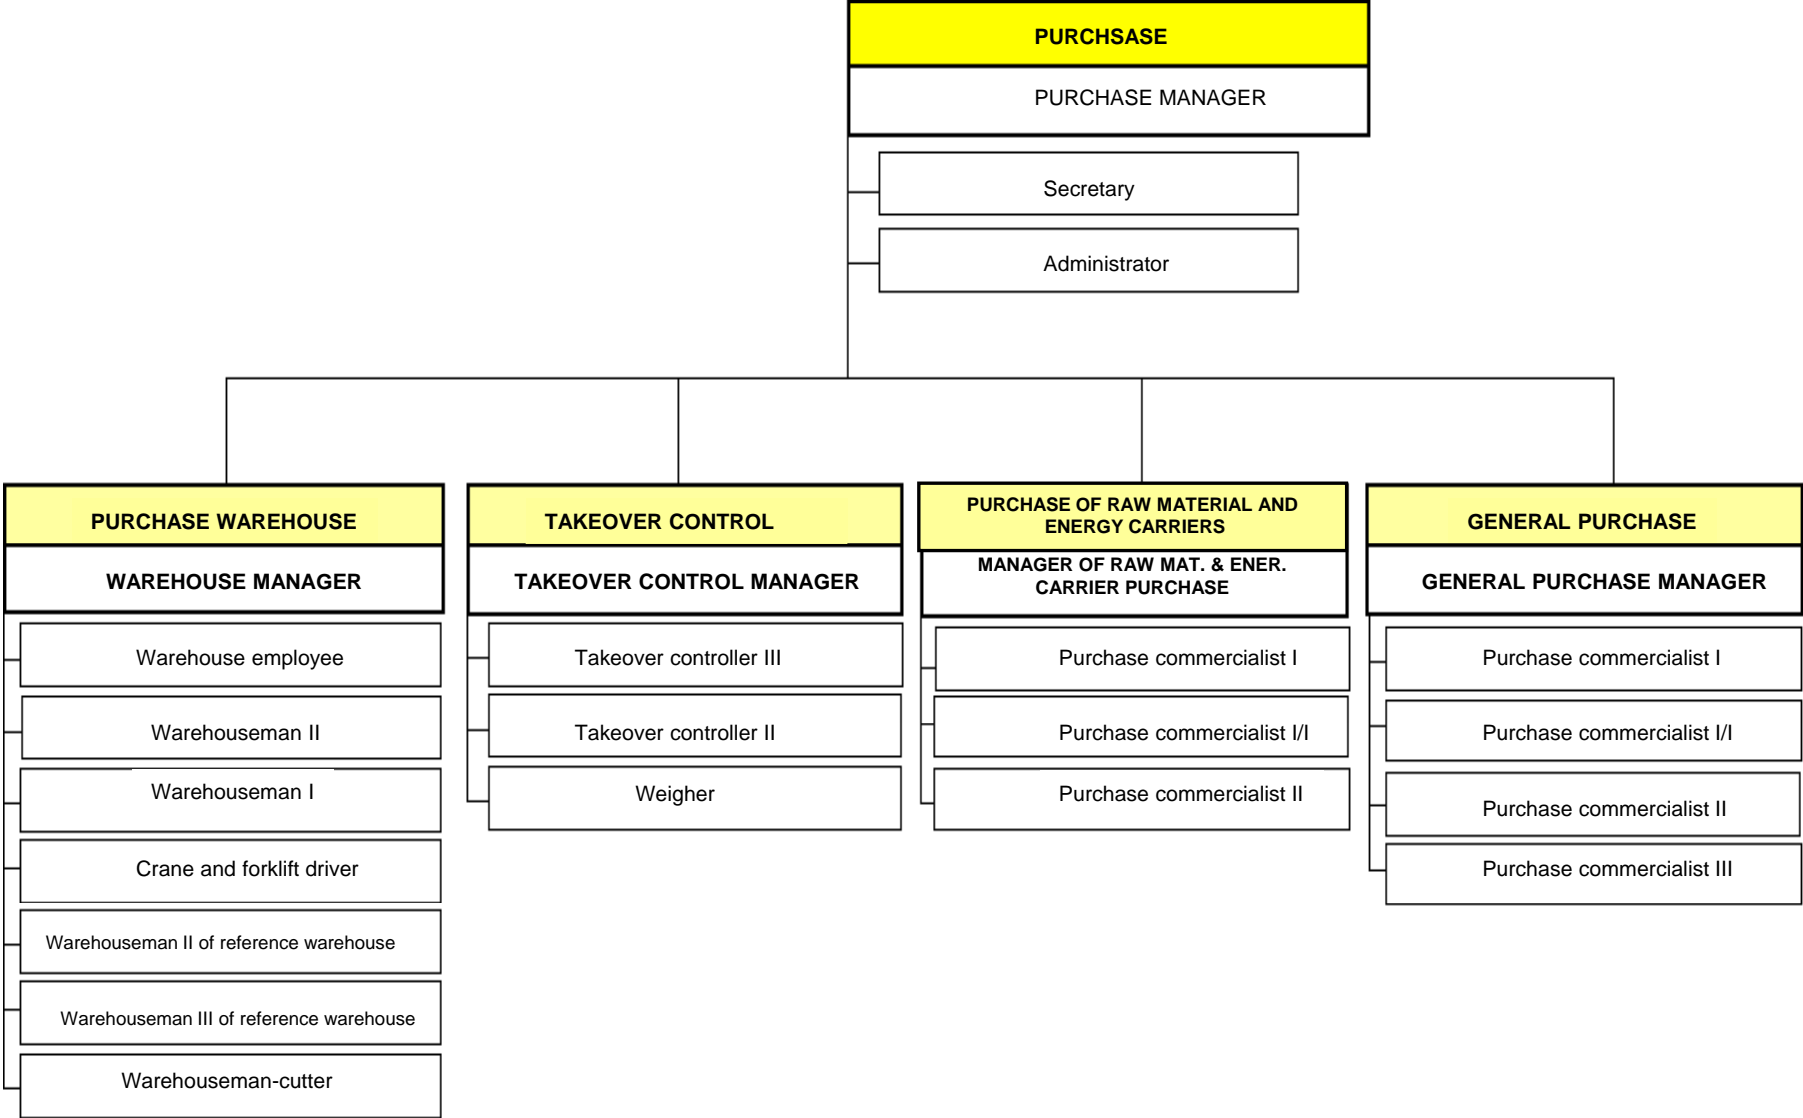 PURCHSASE
PURCHASE MANAGER
Secretary
Administrator
PURCHASE WAREHOUSE
WAREHOUSE MANAGER
Warehouse employee
Warehouseman II
Warehouseman I
Crane and forklift driver
Warehouseman II of reference warehouse
Warehouseman III of reference warehouse
Warehouseman-cutter
TAKEOVER CONTROL
TAKEOVER CONTROL MANAGER
Takeover controller III
Takeover controller II
Weigher
PURCHASE OF RAW MATERIAL AND
ENERGY CARRIERS
MANAGER OF RAW MAT. & ENER.
CARRIER PURCHASE
Purchase commercialist I
Purchase commercialist I/I
Purchase commercialist II
GENERAL PURCHASE
GENERAL PURCHASE MANAGER
Purchase commercialist I
Purchase commercialist I/I
Purchase commercialist II
Purchase commercialist III